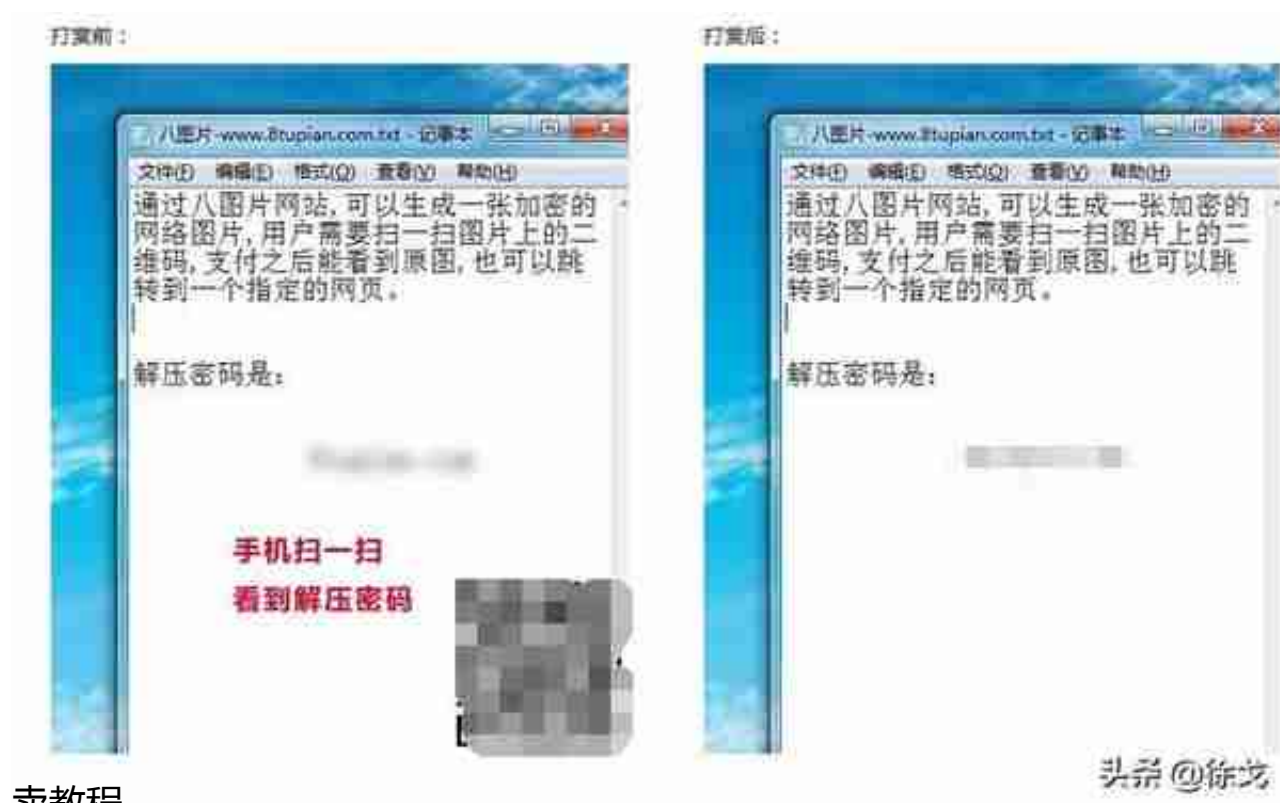 打赏前：
八图片-www.8tupian.com.txt - 记事本
文件(F) 编辑(E) 格式(O) 查看(V) 帮助(H)
通过八图片网站,可以生成一张加密的
网络图片,用户需要扫一扫图片上的二
维码,支付之后能看到原图,也可以跳
转到一个指定的网页。
解压密码是:
手机扫一扫
看到解压密码
打赏后：
八图片-www.8tupian.com.txt - 记事本
文件(F) 编辑(E) 格式(O) 查看(V) 帮助(H)
通过八图片网站,可以生成一张加密的
网络图片,用户需要扫一扫图片上的二
维码,支付之后能看到原图,也可以跳
转到一个指定的网页。
解压密码是:
头条 @徐戈
卖教程